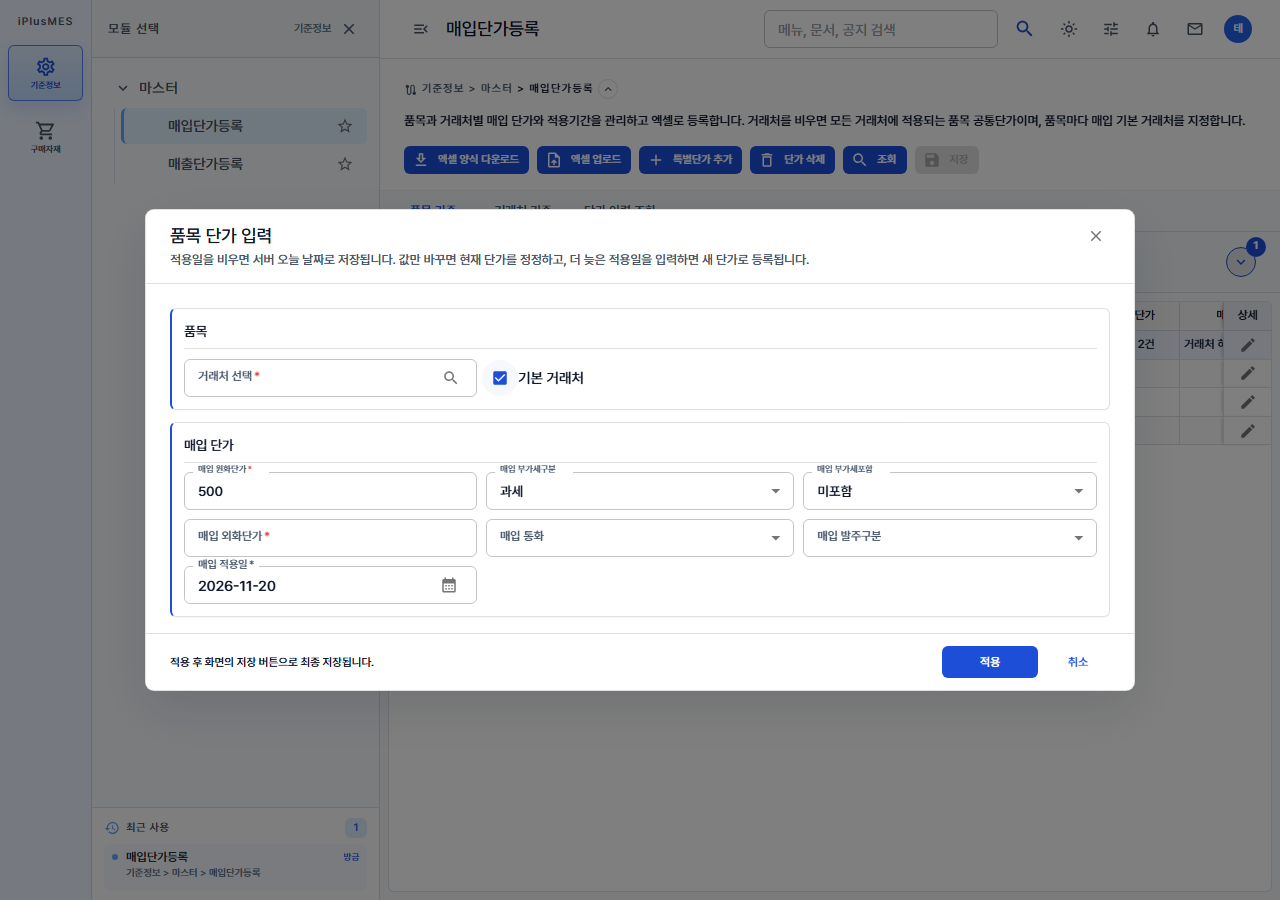 iPlusMES
기준정보
구매자재
모듈 선택
기준정보
마스터
매입단가등록
매출단가등록
최근 사용
1
매입단가등록
방금
기준정보 > 마스터 > 매입단가등록
매입단가등록
메뉴, 문서, 공지 검색
테
기준정보 > 마스터 > 매입단가등록
품목과 거래처별 매입 단가와 적용기간을 관리하고 엑셀로 등록합니다. 거래처를 비우면 모든 거래처에 적용되는 품목 공통단가이며, 품목마다 매입 기본 거래처를 지정합니다.
엑셀 양식 다운로드
엑셀 업로드
특별단가 추가
단가 삭제
조회
저장
1
단가
상세
2건
거래처
품목 단가 입력
적용일을 비우면 서버 오늘 날짜로 저장됩니다. 값만 바꾸면 현재 단가를 정정하고, 더 늦은 적용일을 입력하면 새 단가로 등록됩니다.
품목
거래처 선택 *
기본 거래처
매입 단가
매입 원화단가 *
500
매입 부가세구분
과세
매입 부가세포함
미포함
매입 외화단가 *
매입 통화
매입 발주구분
매입 적용일 *
2026-11-20
적용 후 화면의 저장 버튼으로 최종 저장됩니다.
적용
취소